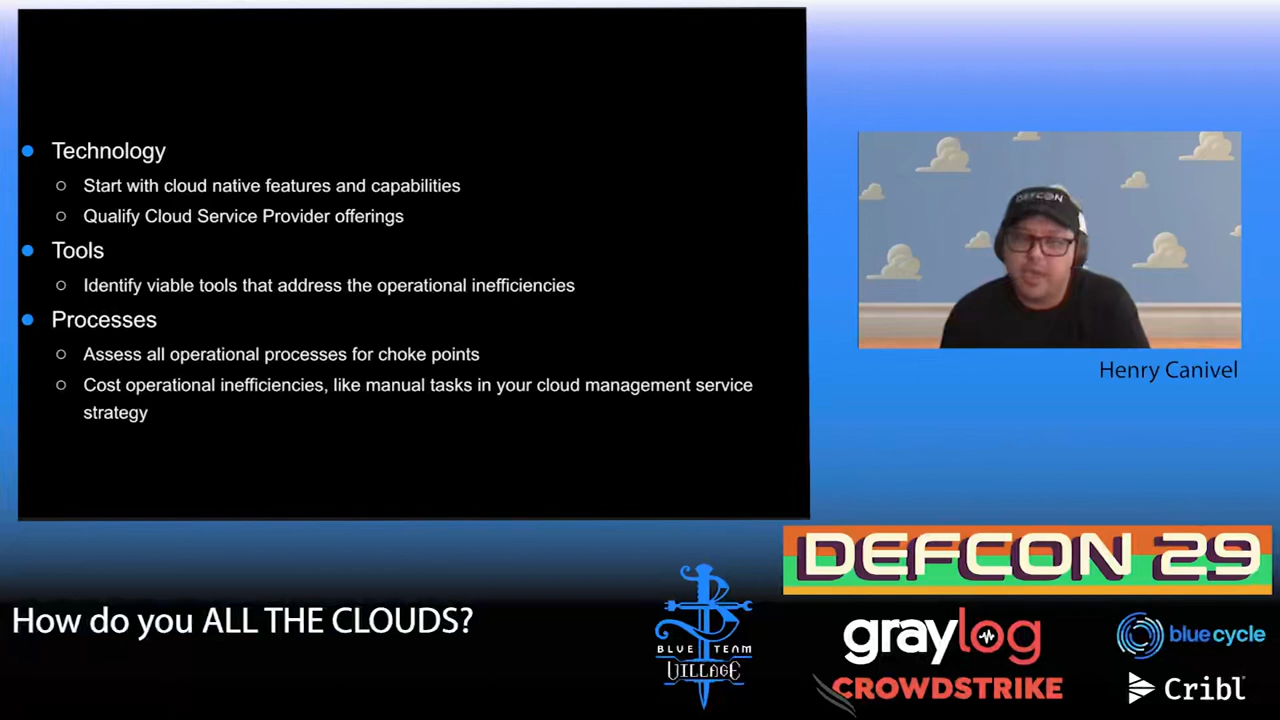 Technology
Start with cloud native features and capabilities
Qualify Cloud Service Provider offerings
Tools
Identify viable tools that address the operational inefficiencies
Processes
Assess all operational processes for choke points
Cost operational inefficiencies, like manual tasks in your cloud management service
strategy
DEFCON
Henry Canivel
DEFCON 29
How do you ALL THE CLOUDS?
BLUE TEAM
VILLAGE
graylog
blue cycle
CROWDSTRIKE
Cribl